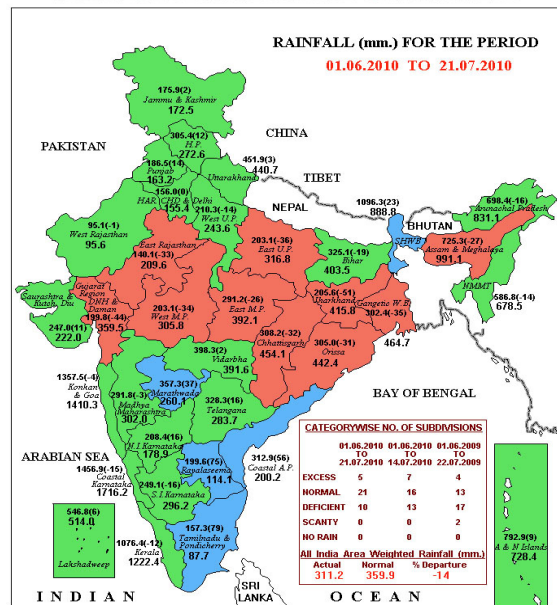 RAINFALL (mm.) FOR THE PERIOD
01.06.2010 TO 21.07.2010
175.9(2)
Jammu & Kashmir
172.5
CHINA
PAKISTAN
305.4(12)
H.P.
272.6
186.5(14)
Punjab
163.2
Uttarakhand
451.9(3)
440.7
TIBET
156.0(0)
HAR. CHD & Delhi
155.4
NEPAL
1096.3(23)
888.8
698.4(-16)
Arunachal Pradesh
831.1
95.1(-1)
West Rajasthan
95.6
210.3(-14)
West U.P.
243.6
BHUTAN
East Rajasthan
140.1(-33)
209.6
203.1(-36)
East U.P.
316.8
325.1(-19)
Bihar
403.5
SHWB
725.3(-27)
Assam & Meghalaya
991.1
Saurashtra &
Kutch, Diu
247.0(11)
222.0
Gujarat
Region
DNH &
Daman
199.8(-44)
359.5
203.1(-34)
West M.P.
305.8
291.2(-26)
East M.P.
392.1
205.6(-51)
Jharkhand
415.8
Gangetic W.B.
302.4(-35)
464.7
NMMT
586.8(-14)
678.5
308.2(-32)
Chhattisgarh
454.1
305.0(-31)
Orissa
442.4
398.3(2)
Vidarbha
391.6
1357.5(-4)
Konkan
& Goa
1410.3
357.3(37)
Marathwada
260.1
291.8(-3)
Madhya
Maharashtra
302.0
328.3(16)
Telangana
283.7
BAY OF BENGAL
ARABIAN SEA
208.4(16)
N.I.Karnataka
178.9
199.6(75)
Rayalaseema
114.1
312.9(56)
Coastal A.P.
200.2
1456.9(-15)
Coastal
Karnataka
1716.2
249.1(-16)
S.I.Karnataka
296.2
157.3(79)
Tamilnadu &
Pondicherry
87.7
546.8(6)
514.0
Lakshadweep
1076.4(-12)
Kerala
1222.4
792.9(9)
A & N Islands
728.4
CATEGORYWISE NO. OF SUBDIVISIONS
01.06.2010 01.06.2010 01.06.2009
TO TO TO
21.07.2010 14.07.2010 22.07.2009
EXCESS 5 7 4
NORMAL 21 16 13
DEFICIENT 10 13 17
SCANTY 0 0 2
NO RAIN 0 0 0
All India Area Weighted Rainfall (mm.)
Actual Normal % Departure
311.2 359.9 -14
SRI
LANKA
INDIAN OCEAN